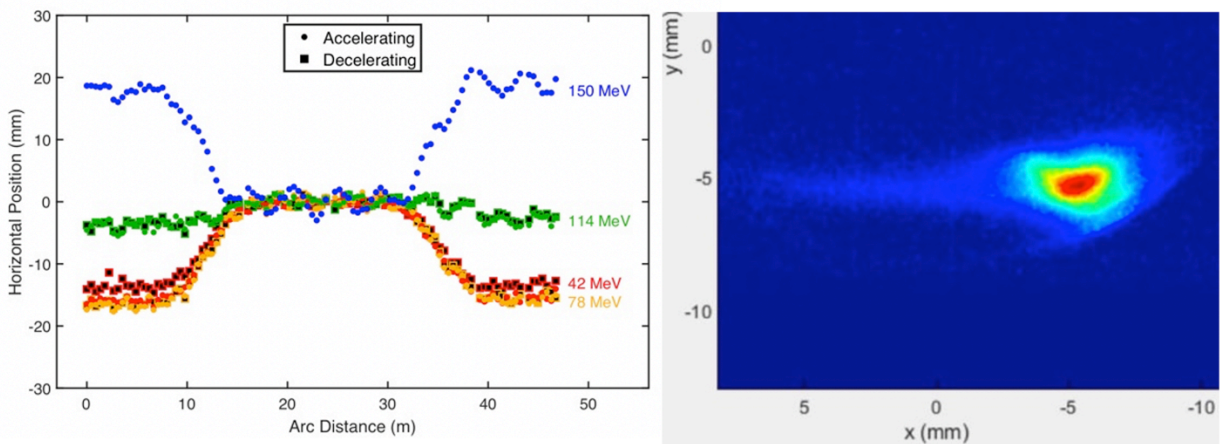 30
20
10
0
-10
-20
-30
Horizontal Position (mm)
Accelerating
Decelerating
150 MeV
114 MeV
42 MeV
78 MeV
0 10 20 30 40 50
Arc Distance (m)
y (mm)
0
-5
-10
5 0 -5 -10
x (mm)